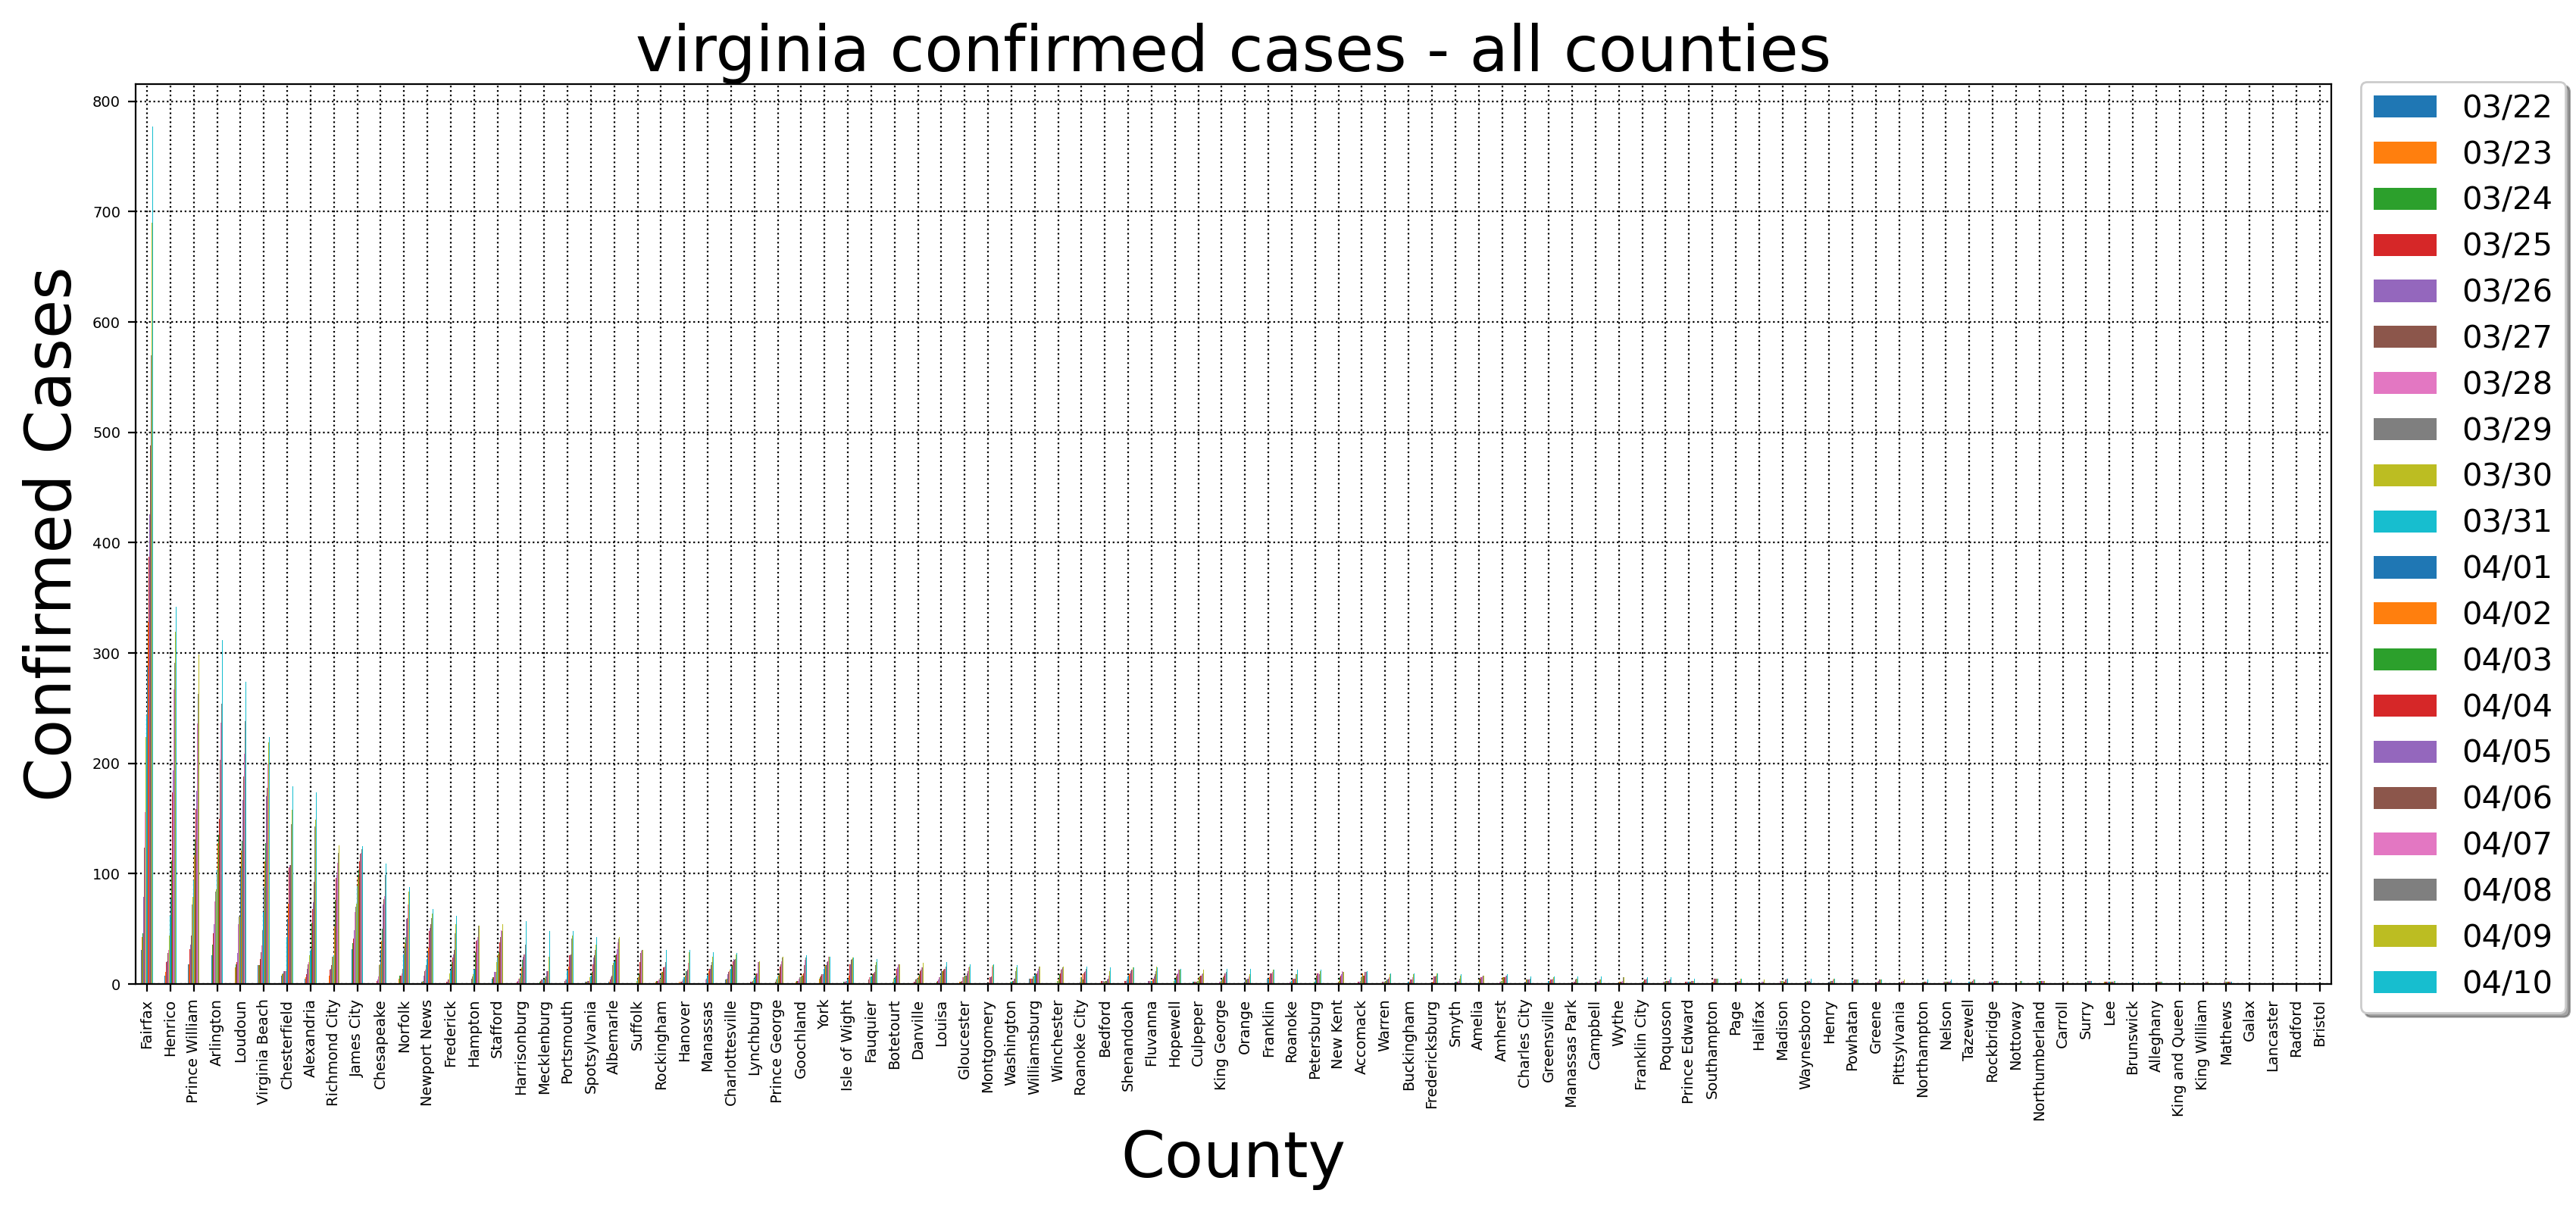 virginia confirmed cases - all counties
Confirmed Cases
800
700
600
500
400
300
200
100
0
Fairfax
Henrico
Prince William
Arlington
Loudoun
Virginia Beach
Chesterfield
Alexandria
Richmond City
James City
Chesapeake
Norfolk
Newport News
Frederick
Hampton
Stafford
Harrisonburg
Mecklenburg
Portsmouth
Spotsylvania
Albemarle
Suffolk
Rockingham
Hanover
Manassas
Charlottesville
Lynchburg
Prince George
Goochland
York
Isle of Wight
Fauquier
Botetourt
Danville
Louisa
Gloucester
Montgomery
Washington
Williamsburg
Winchester
Roanoke City
Bedford
Shenandoah
Fluvanna
Hopewell
Culpeper
King George
Orange
Franklin
Roanoke
Petersburg
New Kent
Accomack
Warren
Buckingham
Fredericksburg
Smyth
Amelia
Amherst
Charles City
Greensville
Manassas Park
Campbell
Wythe
Franklin City
Poquoson
Prince Edward
Southampton
Page
Halifax
Madison
Waynesboro
Henry
Powhatan
Greene
Pittsylvania
Northampton
Nelson
Tazewell
Rockbridge
Nottoway
Northumberland
Carroll
Surry
Lee
Brunswick
Alleghany
King and Queen
King William
Mathews
Galax
Lancaster
Radford
Bristol
County
03/22
03/23
03/24
03/25
03/26
03/27
03/28
03/29
03/30
03/31
04/01
04/02
04/03
04/04
04/05
04/06
04/07
04/08
04/09
04/10